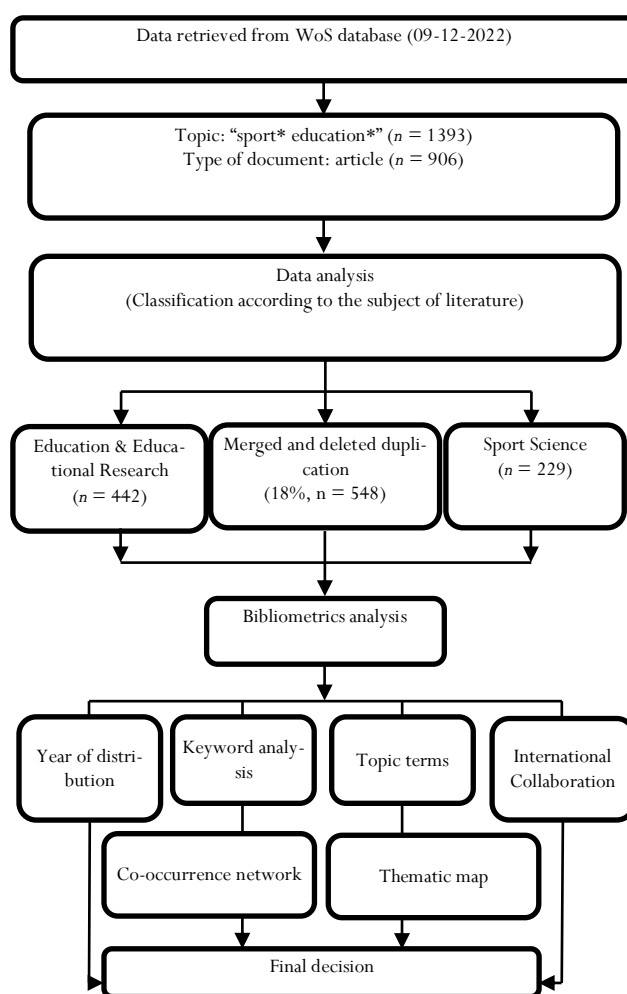 Data retrieved from WoS database (09-12-2022)
Topic: “sport* education*” (n = 1393)
Type of document: article (n = 906)
Data analysis
(Classification according to the subject of literature)
Education & Educa-
tional Research
(n = 442)
Merged and deleted dupli-
cation
(18%, n = 548)
Sport Science
(n = 229)
Bibliometrics analysis
Year of distri-
bution
Keyword analy-
sis
Topic terms
International
Collaboration
Co-occurrence network
Thematic map
Final decision